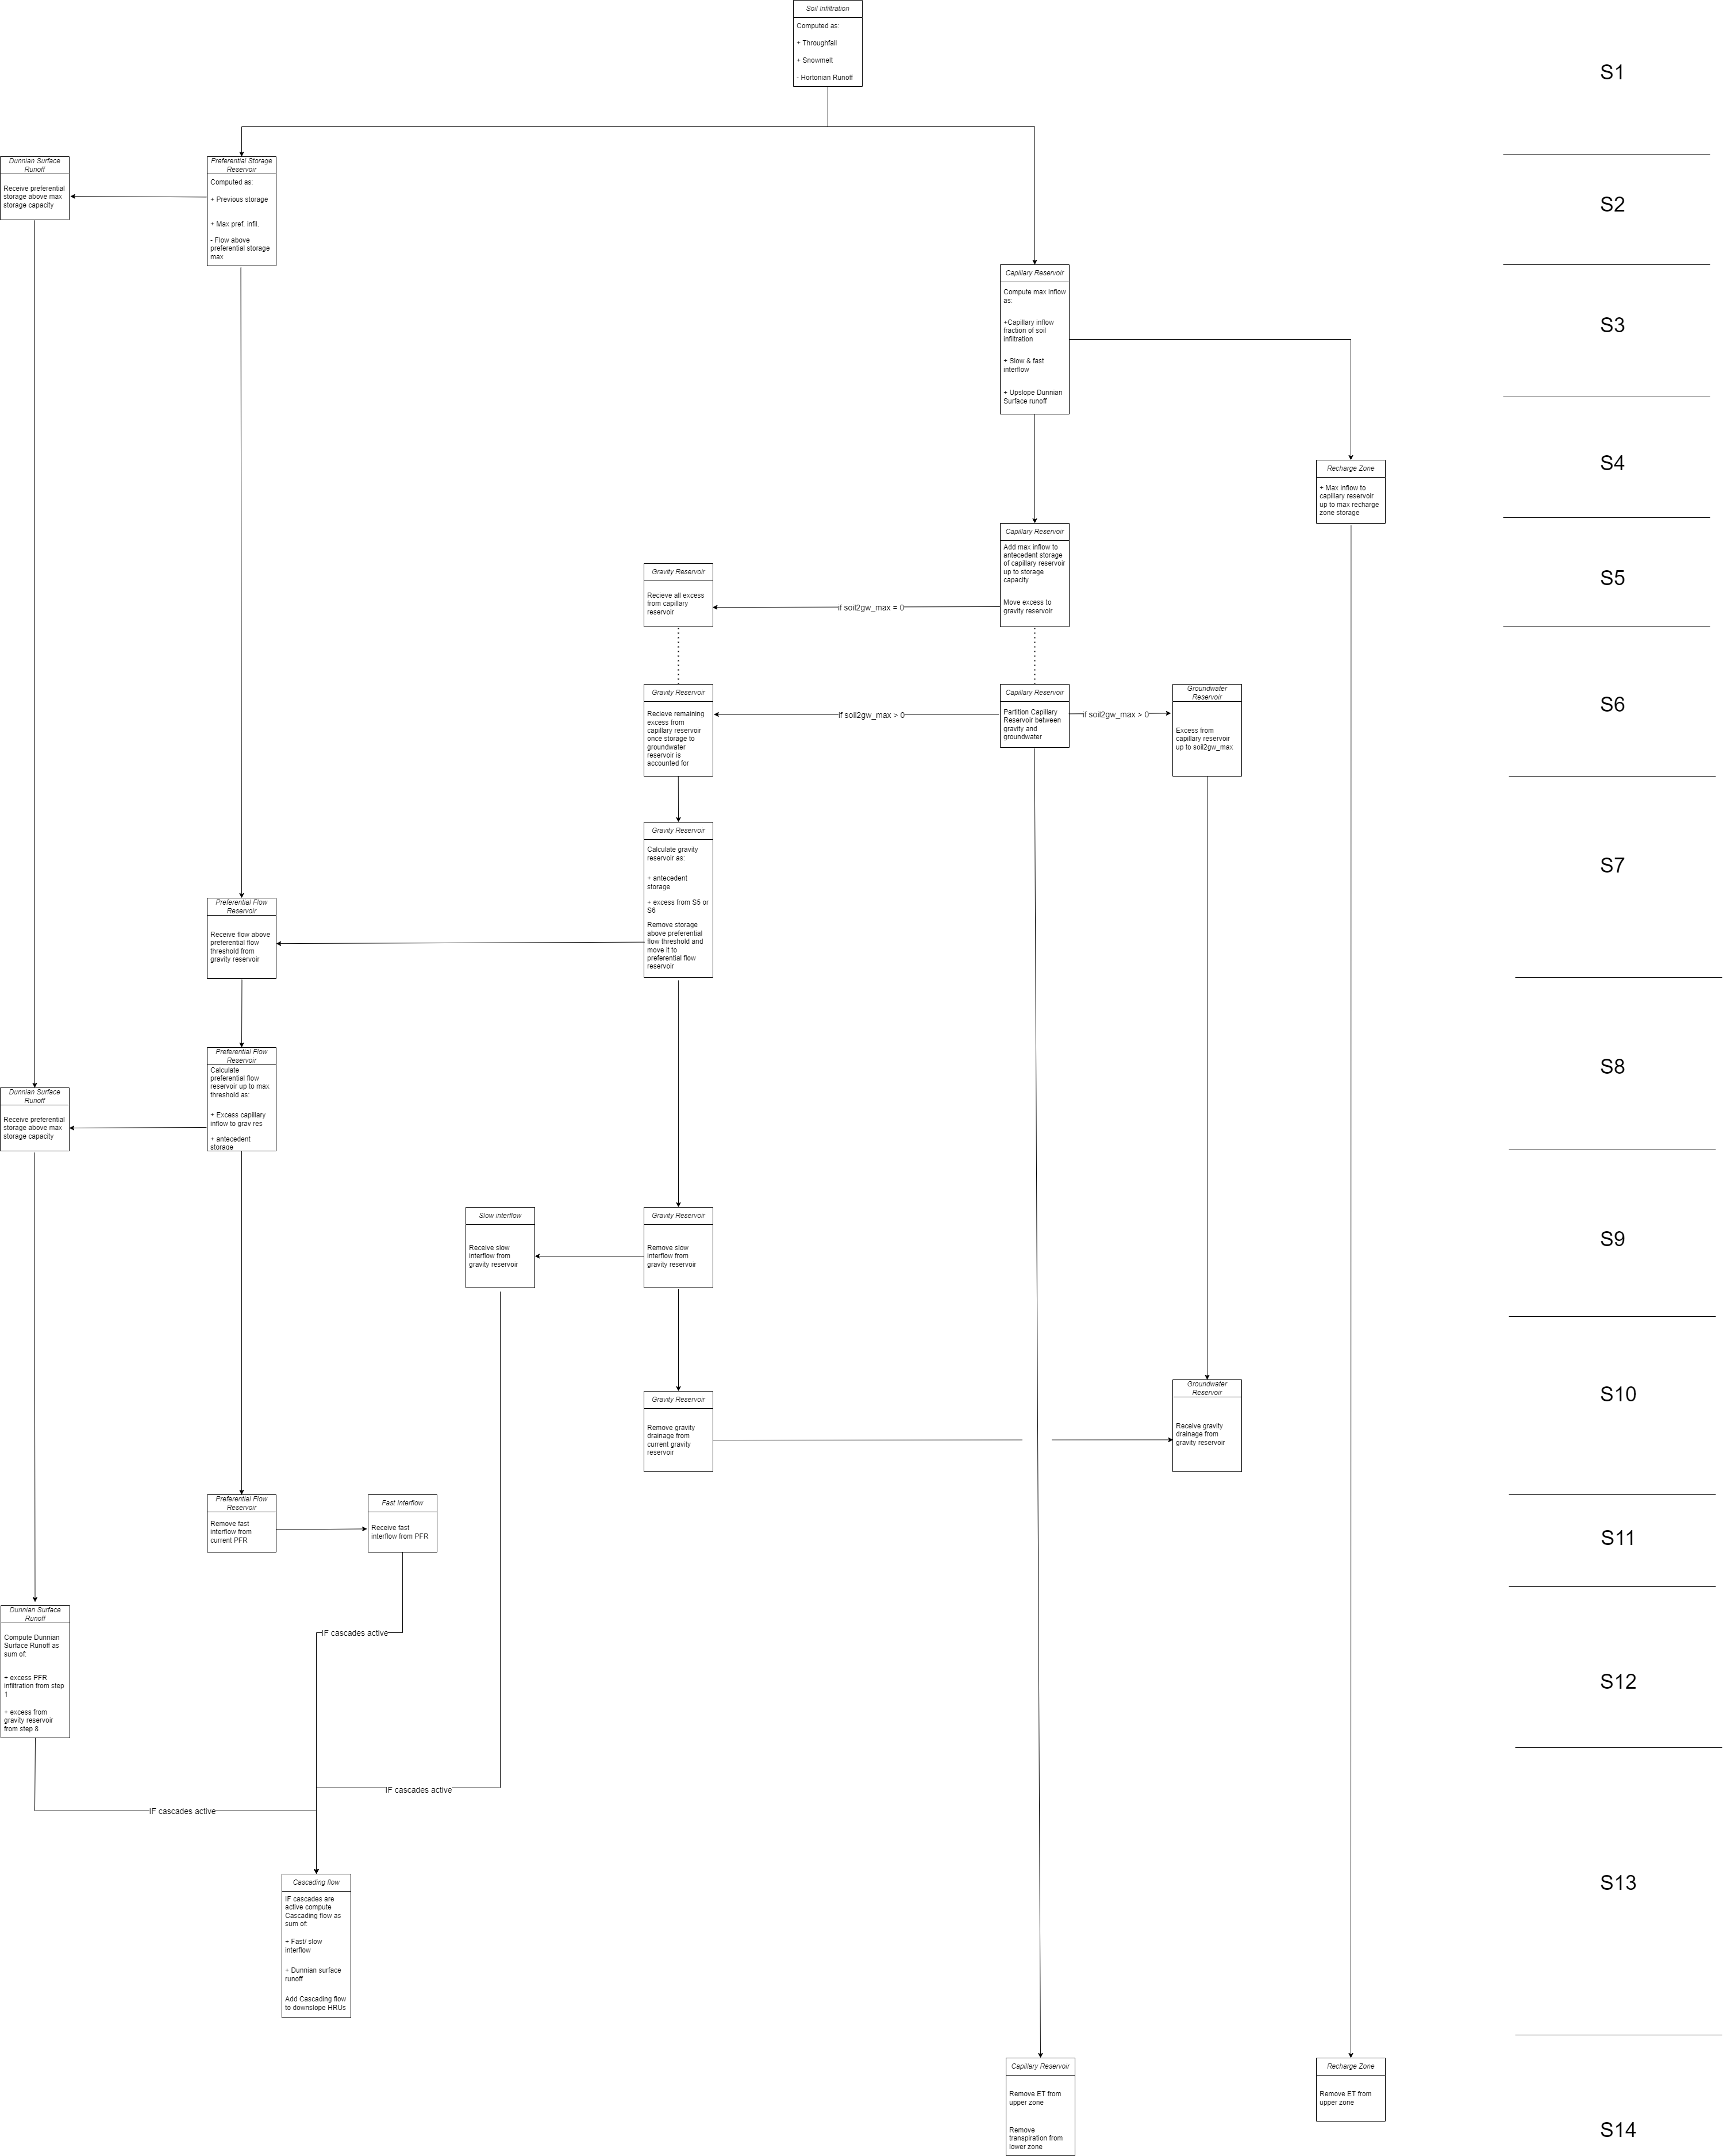 Soil Infiltration
Computed as:
+ Throughfall
+ Snowmelt
- Hortonian Runoff
S1
Dunnian Surface
Runoff
Receive preferential
storage above max
storage capacity
Preferential Storage
Reservoir
Computed as:
+ Previous storage
+ Max pref. infil.
- Flow above
preferential storage
max
S2
Capillary Reservoir
Compute max inflow
as:
+Capillary inflow
fraction of soil
infiltration
+ Slow & fast
interflow
+ Upslope Dunnian
Surface runoff
S3
Recharge Zone
+ Max inflow to
capillary reservoir
up to max recharge
zone storage
S4
Capillary Reservoir
Add max inflow to
antecedent storage
of capillary reservoir
up to storage
capacity
Move excess to
gravity reservoir
if soil2gw_max = 0
Gravity Reservoir
Recieve all excess
from capillary
reservoir
S5
Gravity Reservoir
Recieve remaining
excess from
capillary reservoir
once storage to
groundwater
reservoir is
accounted for
if soil2gw_max > 0
Capillary Reservoir
Partition Capillary
Reservoir between
gravity and
groundwater
if soil2gw_max > 0
Groundwater
Reservoir
Excess from
capillary reservoir
up to soil2gw_max
S6
Gravity Reservoir
Calculate gravity
reservoir as:
+ antecedent
storage
+ excess from S5 or
S6
Remove storage
above preferential
flow threshold and
move it to
preferential flow
reservoir
Preferential Flow
Reservoir
Receive flow above
preferential flow
threshold from
gravity reservoir
S7
Preferential Flow
Reservoir
Calculate
preferential flow
reservoir up to max
threshold as:
+ Excess capillary
inflow to grav res
+ antecedent
storage
Dunnian Surface
Runoff
Receive preferential
storage above max
storage capacity
S8
Slow interflow
Receive slow
interflow from
gravity reservoir
Gravity Reservoir
Remove slow
interflow from
gravity reservoir
S9
Gravity Reservoir
Remove gravity
drainage from
current gravity
reservoir
Groundwater
Reservoir
Receive gravity
drainage from
gravity reservoir
S10
Preferential Flow
Reservoir
Remove fast
interflow from
current PFR
Fast Interflow
Receive fast
interflow from PFR
S11
Dunnian Surface
Runoff
Compute Dunnian
Surface Runoff as
sum of:
+ excess PFR
infiltration from step
1
+ excess from
gravity reservoir
from step 8
IF cascades active
S12
IF cascades active
IF cascades active
Cascading flow
IF cascades are
active compute
Cascading flow as
sum of:
+ Fast/ slow
interflow
+ Dunnian surface
runoff
Add Cascading flow
to downslope HRUs
S13
Capillary Reservoir
Remove ET from
upper zone
Remove
transpiration from
lower zone
Recharge Zone
Remove ET from
upper zone
S14